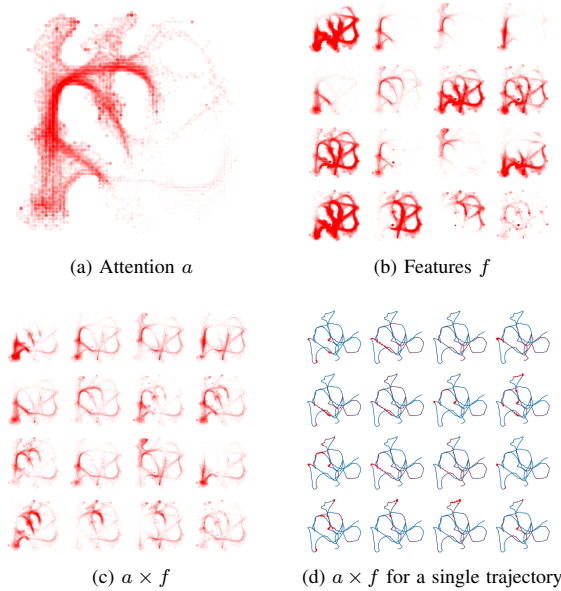 (a) Attention a
(b) Features f
(c) a × f
(d) a × f for a single trajectory